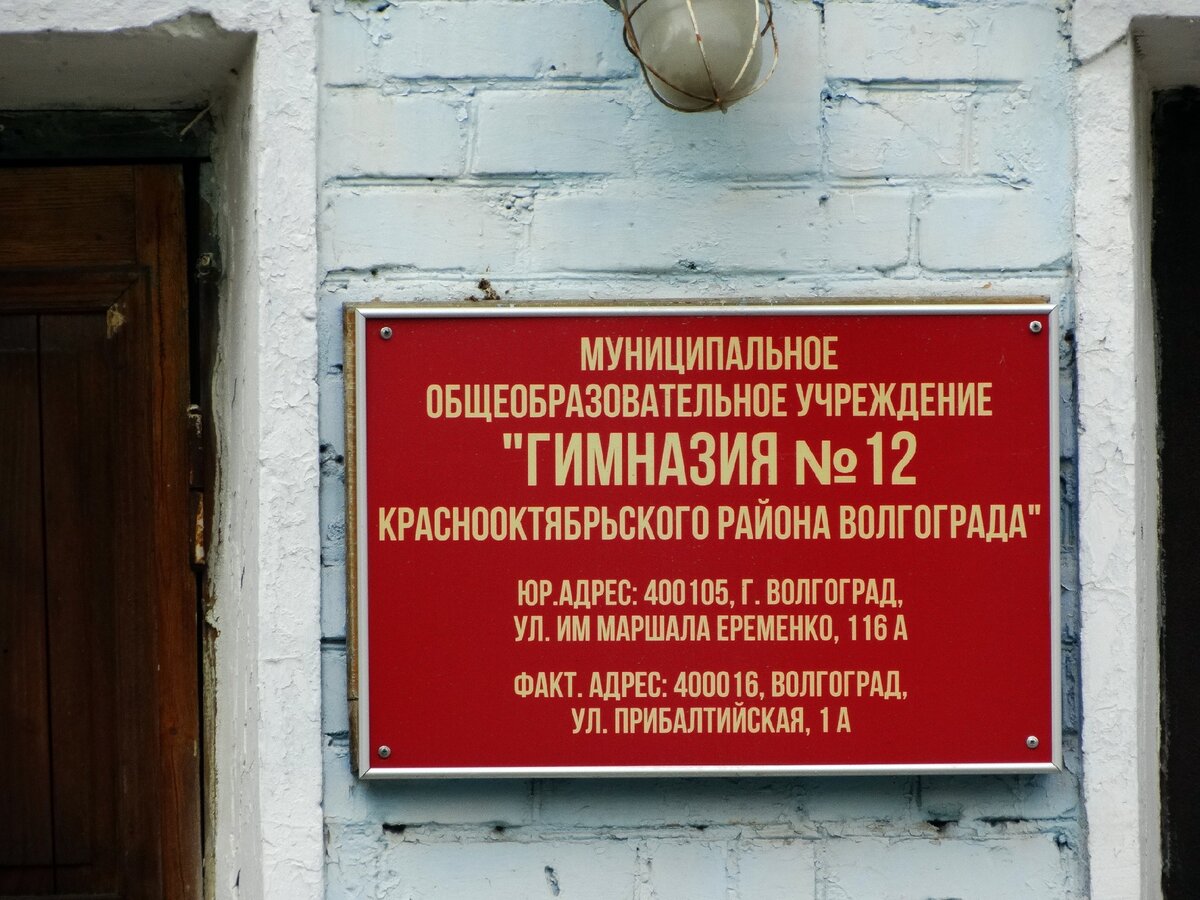 МУНИЦИПАЛЬНОЕ
ОБЩЕОБРАЗОВАТЕЛЬНОЕ УЧРЕЖДЕНИЕ
"ГИМНАЗИЯ №12
КРАСНООКТЯБРЬСКОГО РАЙОНА ВОЛГОГРАДА"
ЮР.АДРЕС: 400105, Г. ВОЛГОГРАД,
УЛ. ИМ МАРШАЛА ЕРЕМЕНКО, 116 А
ФАКТ. АДРЕС: 400016, ВОЛГОГРАД,
УЛ. ПРИБАЛТИЙСКАЯ, 1 А